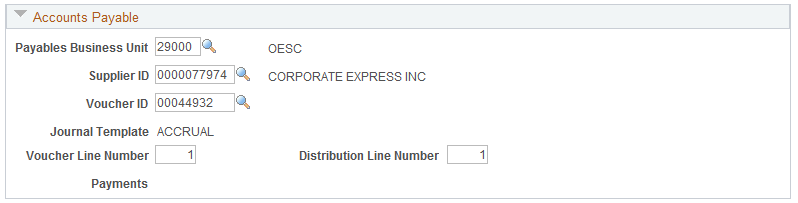 Accounts Payable
Payables Business Unit 29000 OESC
Supplier ID 0000077974 CORPORATE EXPRESS INC
Voucher ID 00044932
Journal Template ACCRUAL
Voucher Line Number 1 Distribution Line Number 1
Payments